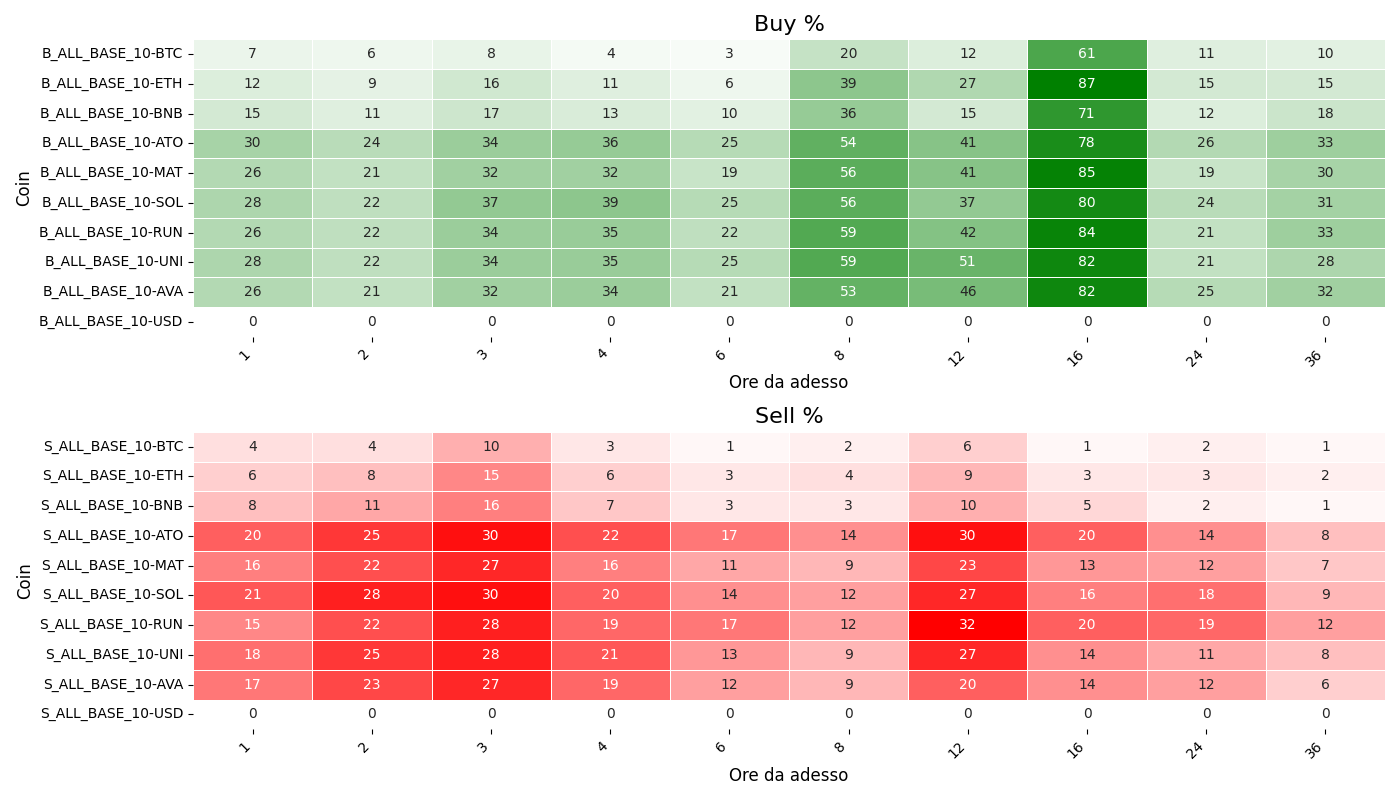 Buy %
Coin
B_ALL_BASE_10-BTC 7 6 8 4 3 20 12 61 11 10
B_ALL_BASE_10-ETH 12 9 16 11 6 39 27 87 15 15
B_ALL_BASE_10-BNB 15 11 17 13 10 36 15 71 12 18
B_ALL_BASE_10-ATO 30 24 34 36 25 54 41 78 26 33
B_ALL_BASE_10-MAT 26 21 32 32 19 56 41 85 19 30
B_ALL_BASE_10-SOL 28 22 37 39 25 56 37 80 24 31
B_ALL_BASE_10-RUN 26 22 34 35 22 59 42 84 21 33
B_ALL_BASE_10-UNI 28 22 34 35 25 59 51 82 21 28
B_ALL_BASE_10-AVA 26 21 32 34 21 53 46 82 25 32
B_ALL_BASE_10-USD 0 0 0 0 0 0 0 0 0 0
1 2 3 4 6 8 12 16 24 36
Ore da adesso
Sell %
Coin
S_ALL_BASE_10-BTC 4 4 10 3 1 2 6 1 2 1
S_ALL_BASE_10-ETH 6 8 15 6 3 4 9 3 3 2
S_ALL_BASE_10-BNB 8 11 16 7 3 3 10 5 2 1
S_ALL_BASE_10-ATO 20 25 30 22 17 14 30 20 14 8
S_ALL_BASE_10-MAT 16 22 27 16 11 9 23 13 12 7
S_ALL_BASE_10-SOL 21 28 30 20 14 12 27 16 18 9
S_ALL_BASE_10-RUN 15 22 28 19 17 12 32 20 19 12
S_ALL_BASE_10-UNI 18 25 28 21 13 9 27 14 11 8
S_ALL_BASE_10-AVA 17 23 27 19 12 9 20 14 12 6
S_ALL_BASE_10-USD 0 0 0 0 0 0 0 0 0 0
1 2 3 4 6 8 12 16 24 36
Ore da adesso